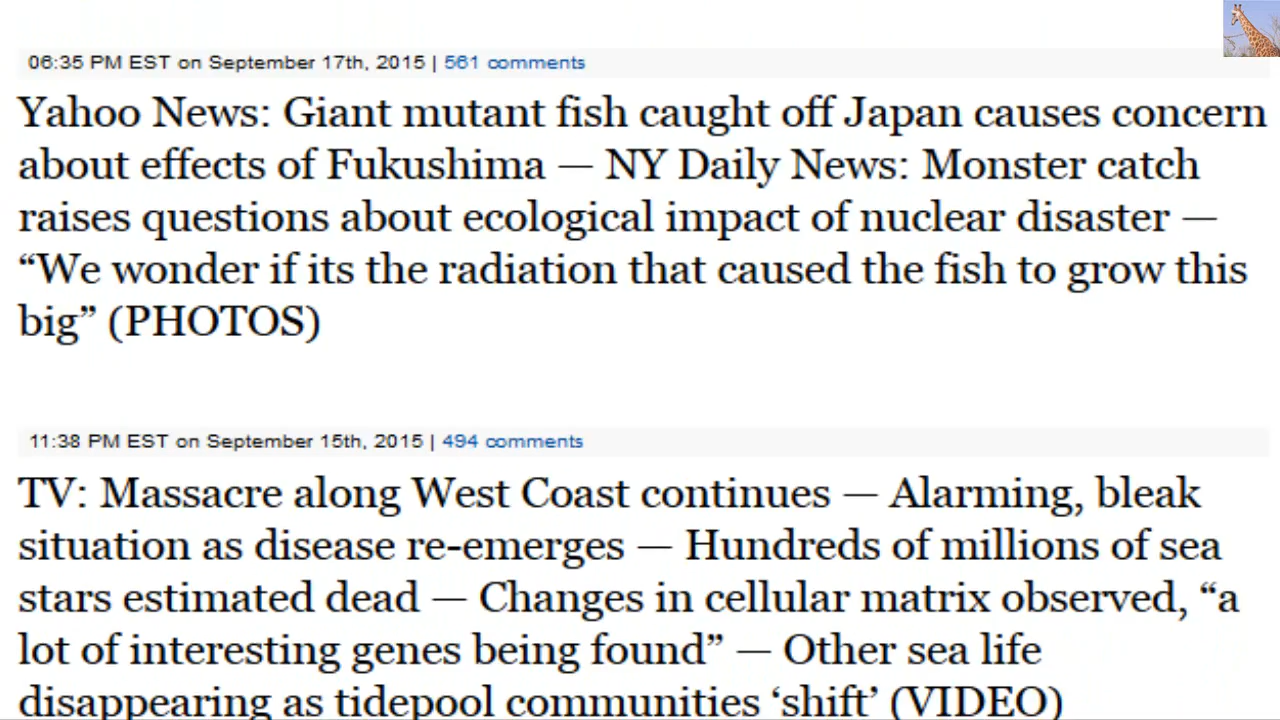 06:35 PM EST on September 17th, 2015 | 561 comments
Yahoo News: Giant mutant fish caught off Japan causes concern
about effects of Fukushima — NY Daily News: Monster catch
raises questions about ecological impact of nuclear disaster —
“We wonder if its the radiation that caused the fish to grow this
big” (PHOTOS)
11:38 PM EST on September 15th, 2015 | 494 comments
TV: Massacre along West Coast continues — Alarming, bleak
situation as disease re-emerges — Hundreds of millions of sea
stars estimated dead — Changes in cellular matrix observed, “a
lot of interesting genes being found” — Other sea life
disappearing as tidepool communities ‘shift’ (VIDEO)